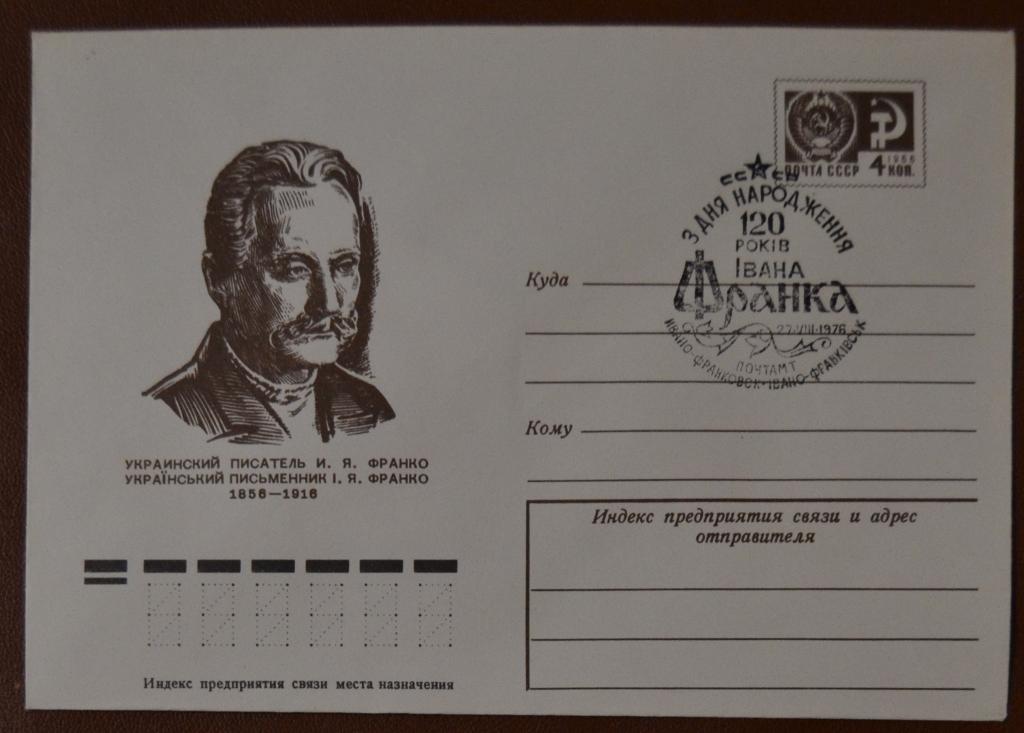 1966
ПОЧТА СССР 4 КОП.
СССР
З ДНЯ НАРОДЖЕННЯ
120
РОКІВ
ІВАНА
Франка
27·VIII·1976
ПОЧТАМТ
ИВАНО-ФРАНКОВСК·ІВАНО-ФРАНКІВСЬК
Куда
Кому
УКРАИНСКИЙ ПИСАТЕЛЬ И. Я. ФРАНКО
УКРАЇНСЬКИЙ ПИСЬМЕННИК І. Я. ФРАНКО
1856—1916
Индекс предприятия связи и адрес
отправителя
Индекс предприятия связи места назначения